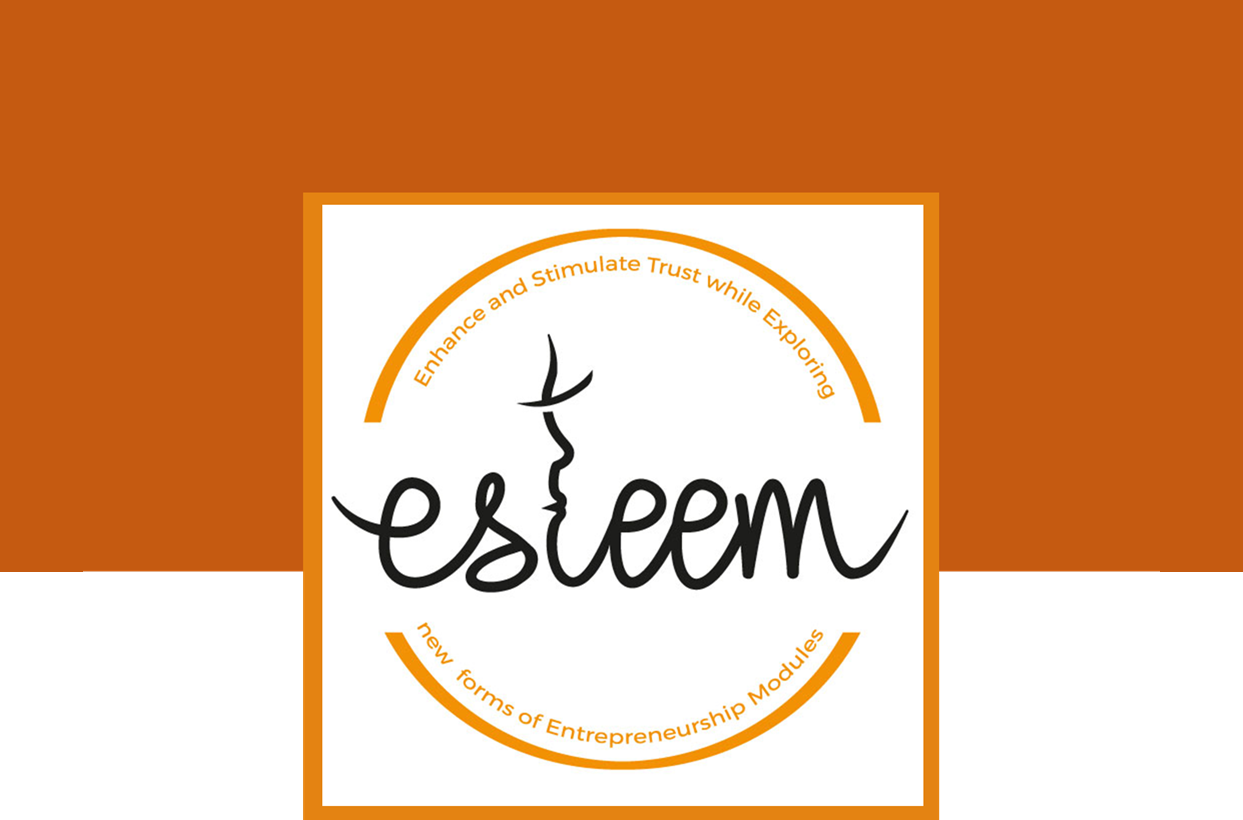 Enhance and Stimulate Trust while Exploring
esteem
new forms of Entrepreneurship Modules